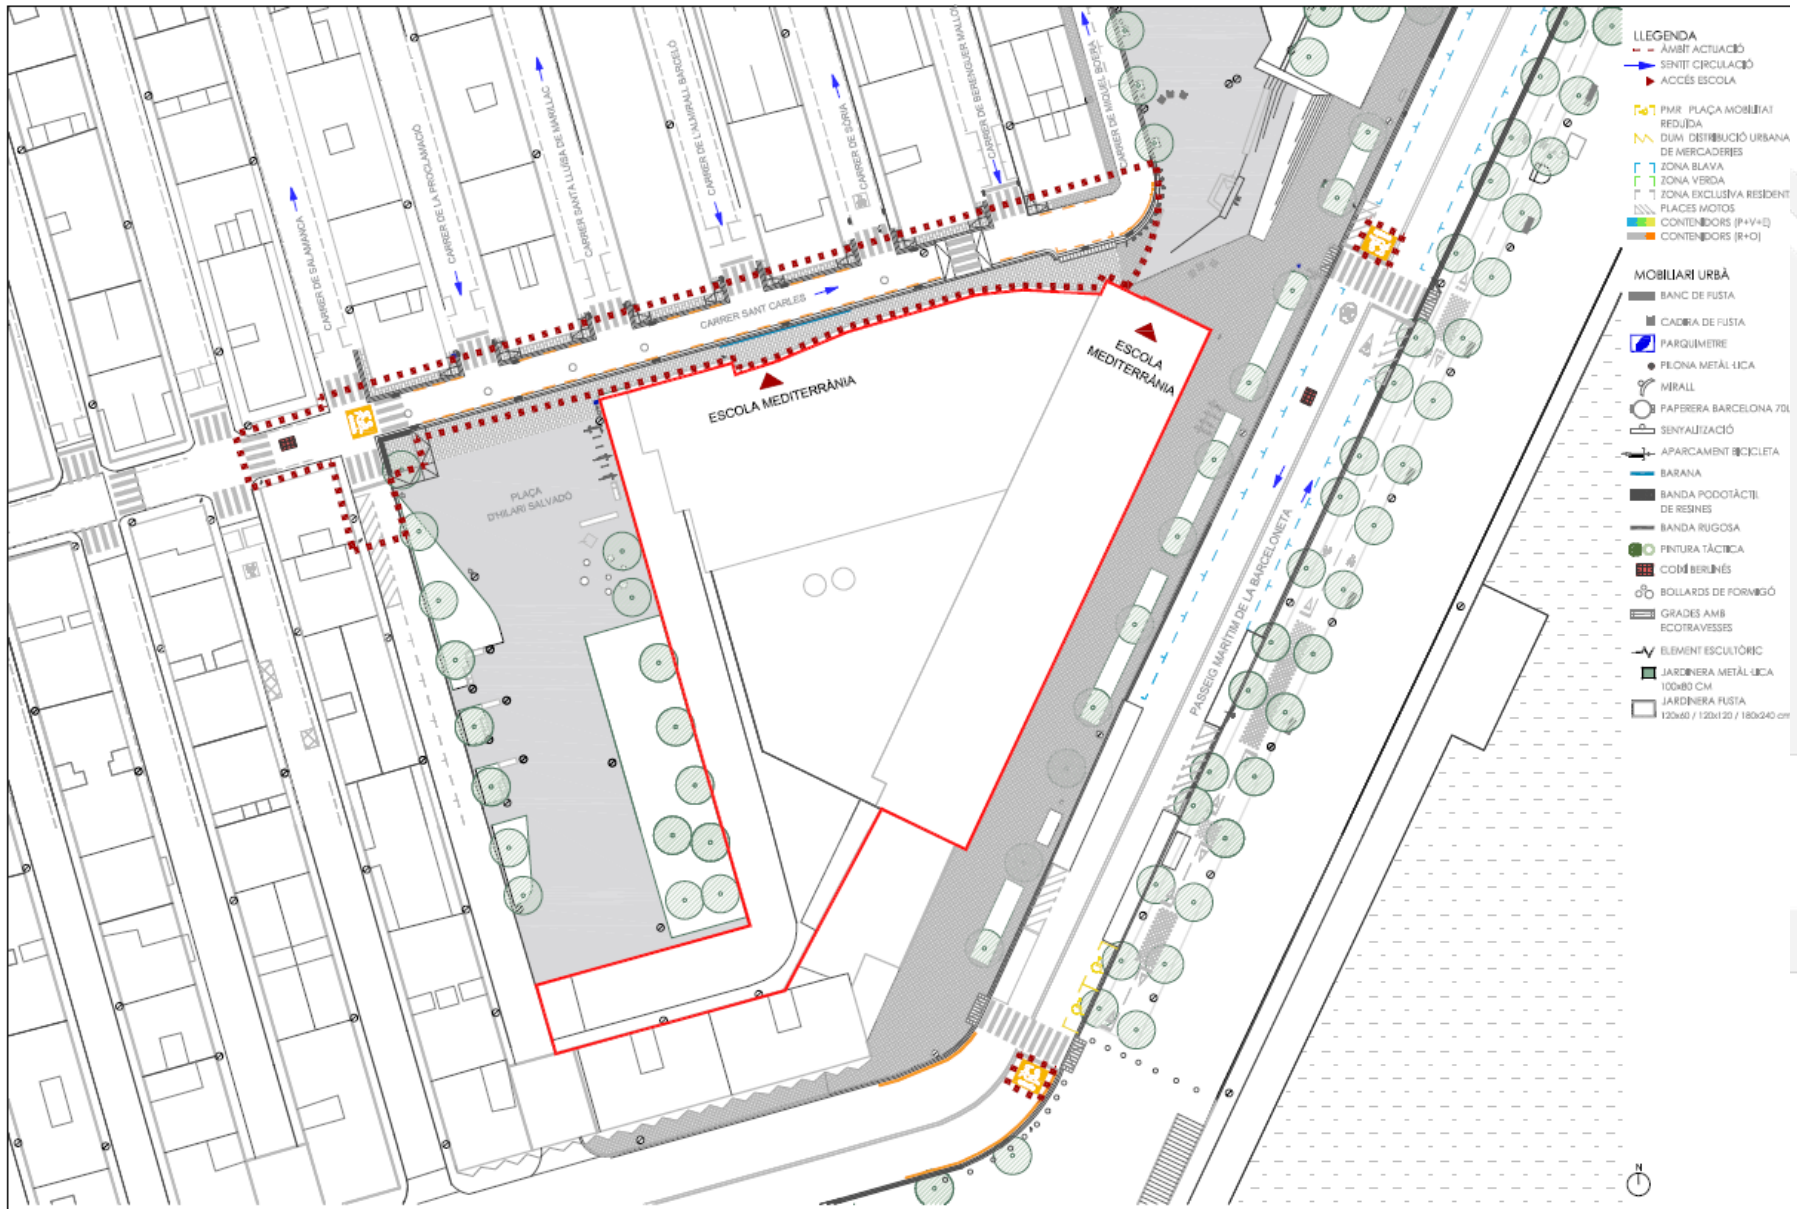 CARRER DE SALAMANCA
CARRER DE LA PROCLAMACIÓ
CARRER SANTA LLUÏSA DE MARILLAC
CARRER DE L'ALMIRALL BARCELÓ
CARRER DE SÒRIA
CARRER DE BERENGUER MALLOL
CARRER DE MIQUEL BOERA
CARRER SANT CARLES
ESCOLA MEDITERRÀNIA
ESCOLA
MEDITERRÀNIA
PLAÇA
D'HILARI SALVADÓ
PASSEIG MARÍTIM DE LA BARCELONETA
LLEGENDA
ÀMBIT ACTUACIÓ
SENTIT CIRCULACIÓ
ACCÉS ESCOLA
PMR PLAÇA MOBILITAT
REDUÏDA
DUM DISTRIBUCIÓ URBANA
DE MERCADERIES
ZONA BLAVA
ZONA VERDA
ZONA EXCLUSIVA RESIDENT
PLACES MOTOS
CONTENIDORS (P+V+E)
CONTENIDORS (R+O)
MOBILIARI URBÀ
BANC DE FUSTA
CADIRA DE FUSTA
PARQUÍMETRE
PILONA METÀL·LICA
MIRALL
PAPERERA BARCELONA 70L
SENYALITZACIÓ
APARCAMENT BICICLETA
BARANA
BANDA PODOTÀCTIL
DE RESINES
BANDA RUGOSA
PINTURA TÀCTICA
COIXÍ BERLINÈS
BOLLARDS DE FORMIGÓ
GRADES AMB
ECOTRAVESSES
ELEMENT ESCULTÒRIC
JARDINERA METÀL·LICA
100x80 CM
JARDINERA FUSTA
120x60 / 120x120 / 180x240 cm
N